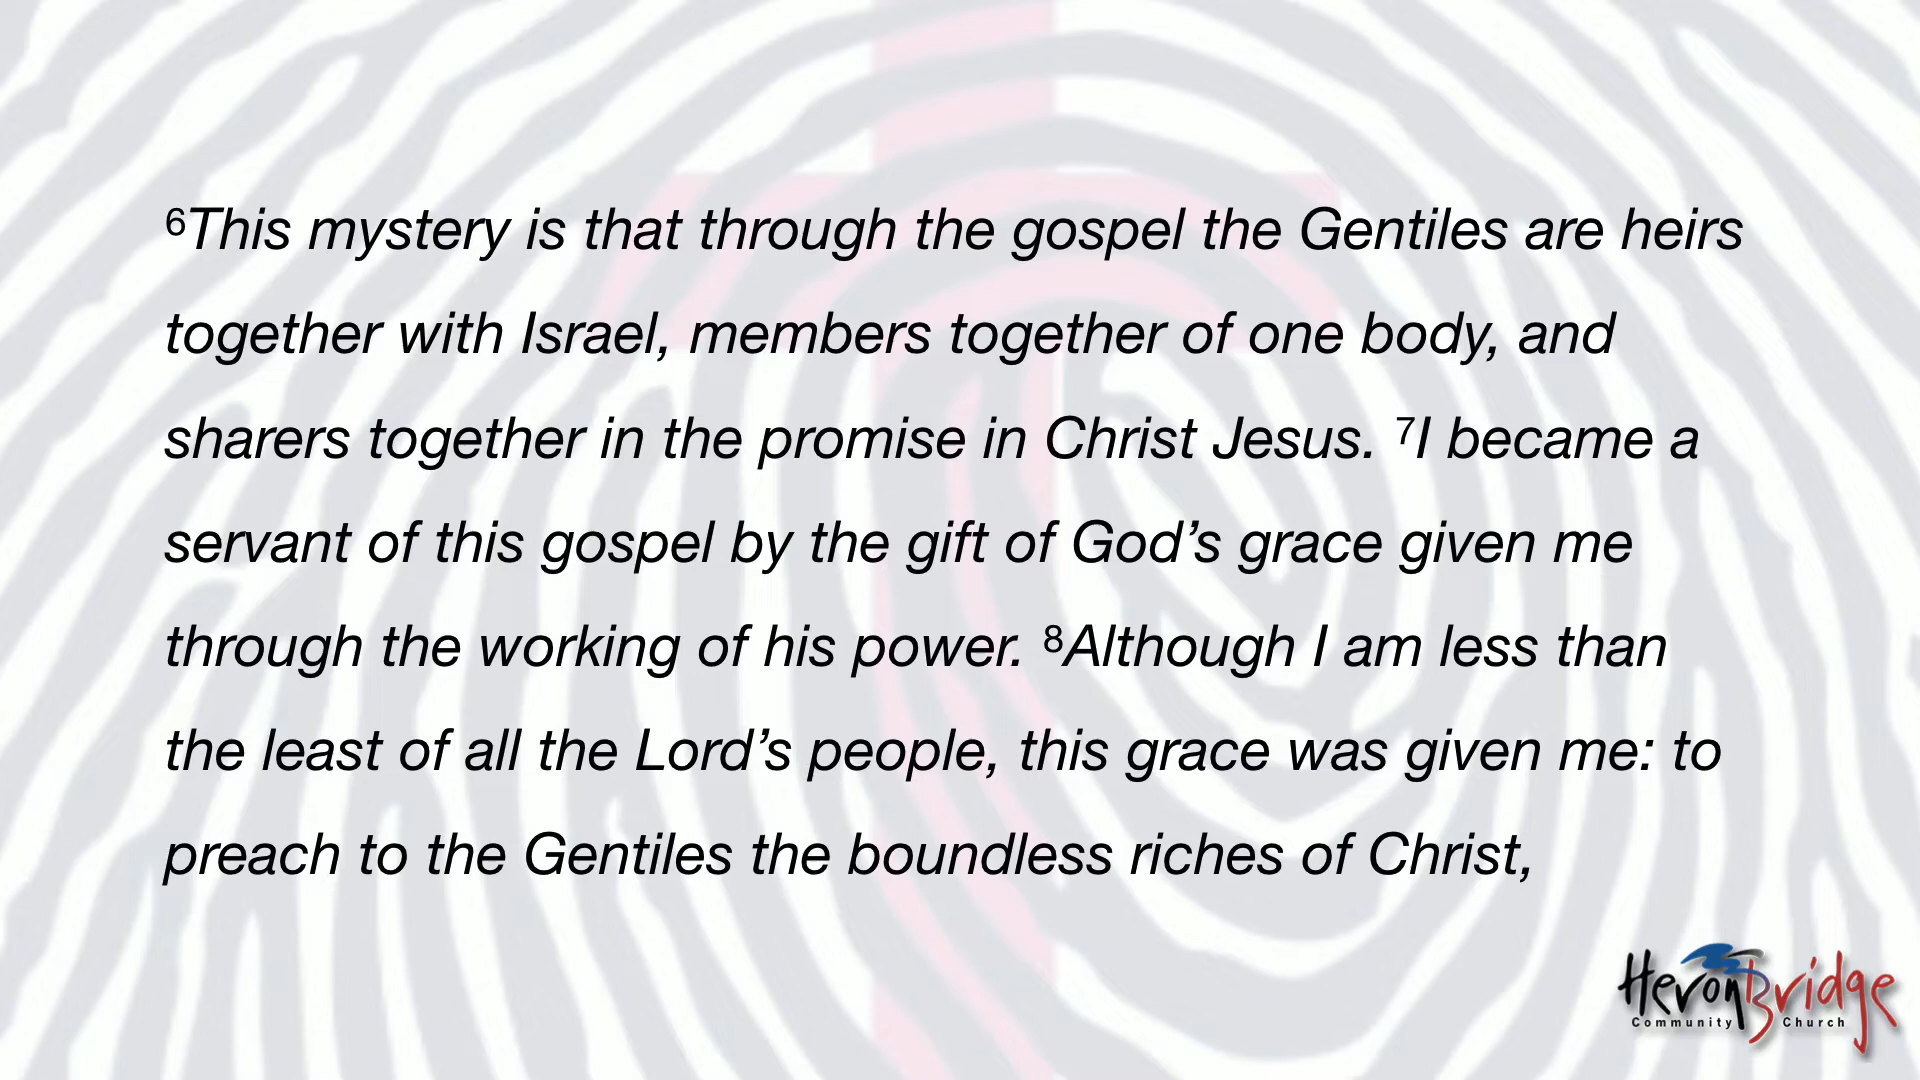 ⁶This mystery is that through the gospel the Gentiles are heirs
together with Israel, members together of one body, and
sharers together in the promise in Christ Jesus. ⁷I became a
servant of this gospel by the gift of God’s grace given me
through the working of his power. ⁸Although I am less than
the least of all the Lord’s people, this grace was given me: to
preach to the Gentiles the boundless riches of Christ,
HeronBridge
Community Church